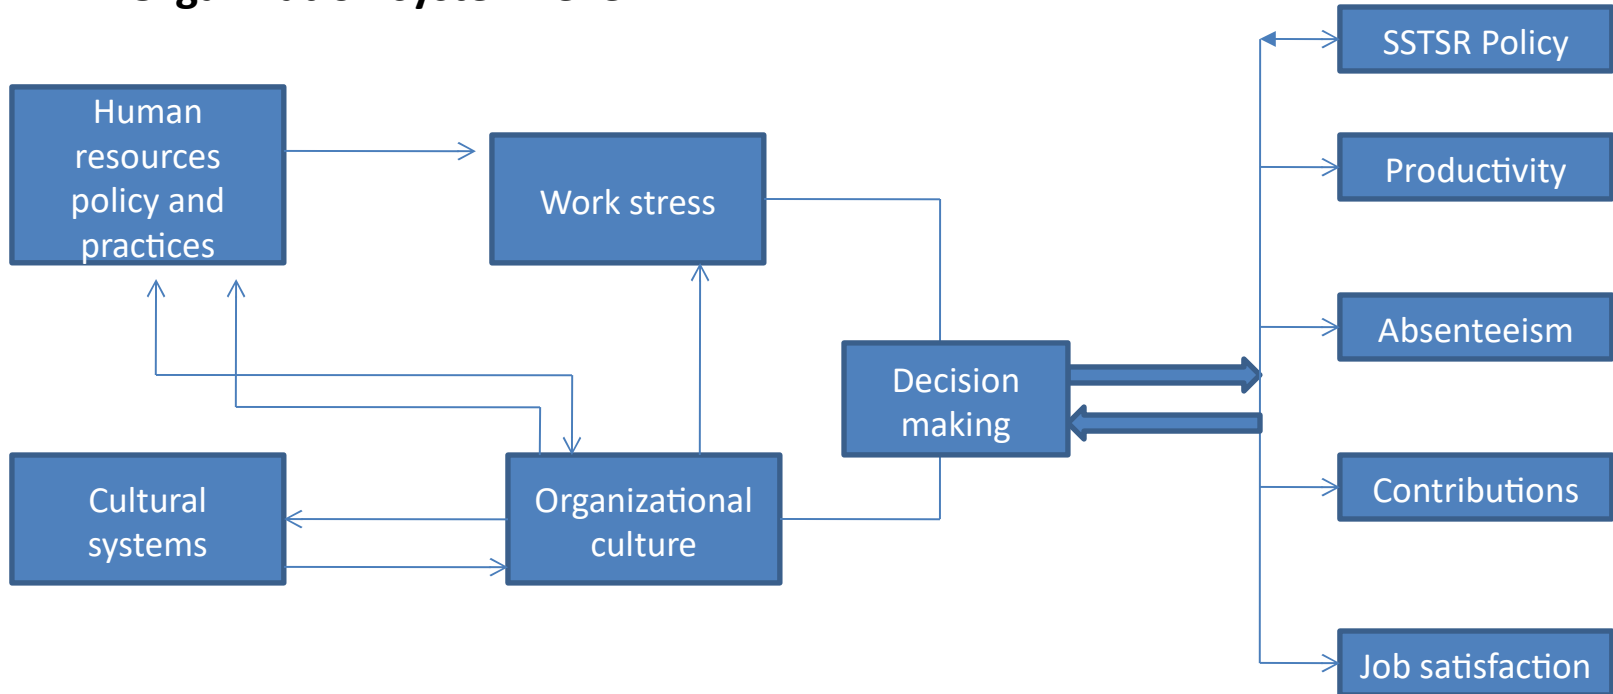 SSTSR Policy
Human
resources
policy and
practices
Work stress
Productivity
Absenteeism
Decision
making
Cultural
systems
Organizational
culture
Contributions
Job satisfaction